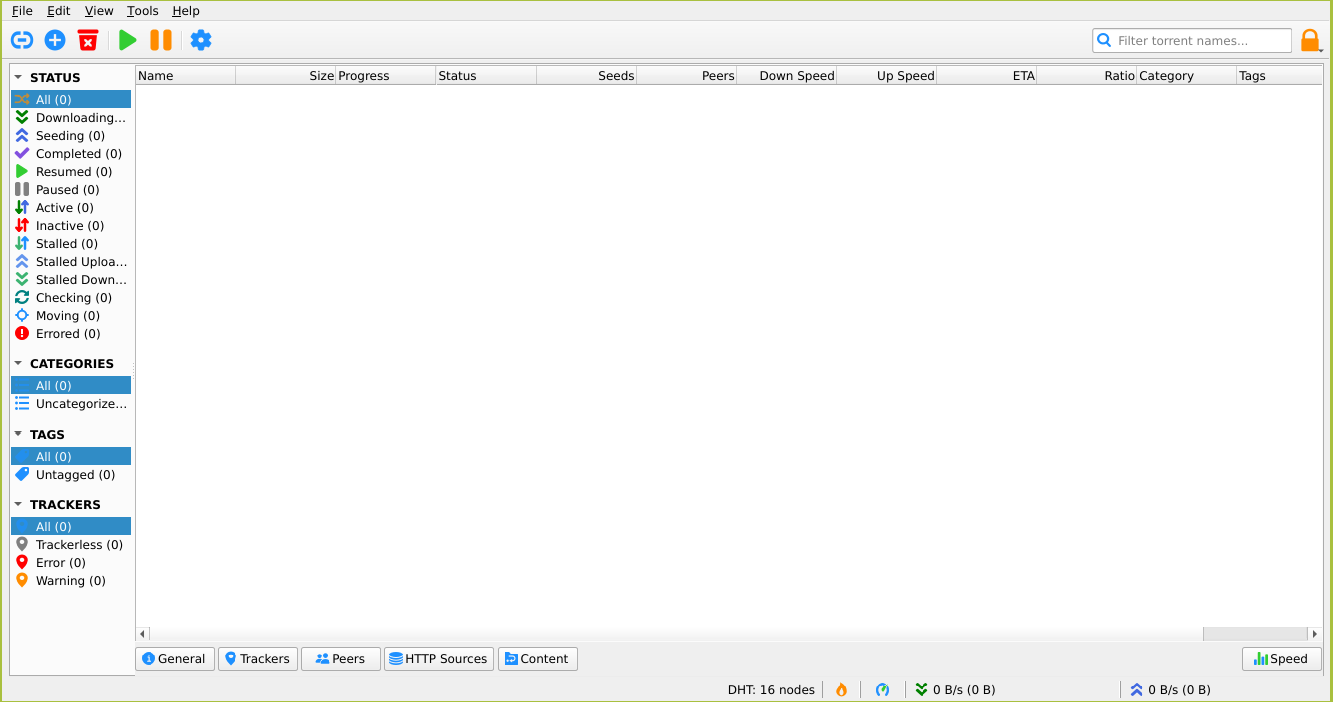 File Edit View Tools Help
Filter torrent names...
STATUS
All (0)
Downloading...
Seeding (0)
Completed (0)
Resumed (0)
Paused (0)
Active (0)
Inactive (0)
Stalled (0)
Stalled Uploa...
Stalled Down...
Checking (0)
Moving (0)
Errored (0)
CATEGORIES
All (0)
Uncategorize...
TAGS
All (0)
Untagged (0)
TRACKERS
All (0)
Trackerless (0)
Error (0)
Warning (0)
Name Size Progress Status Seeds Peers Down Speed Up Speed ETA Ratio Category Tags
General Trackers Peers HTTP Sources Content Speed
DHT: 16 nodes 0 B/s (0 B) 0 B/s (0 B)